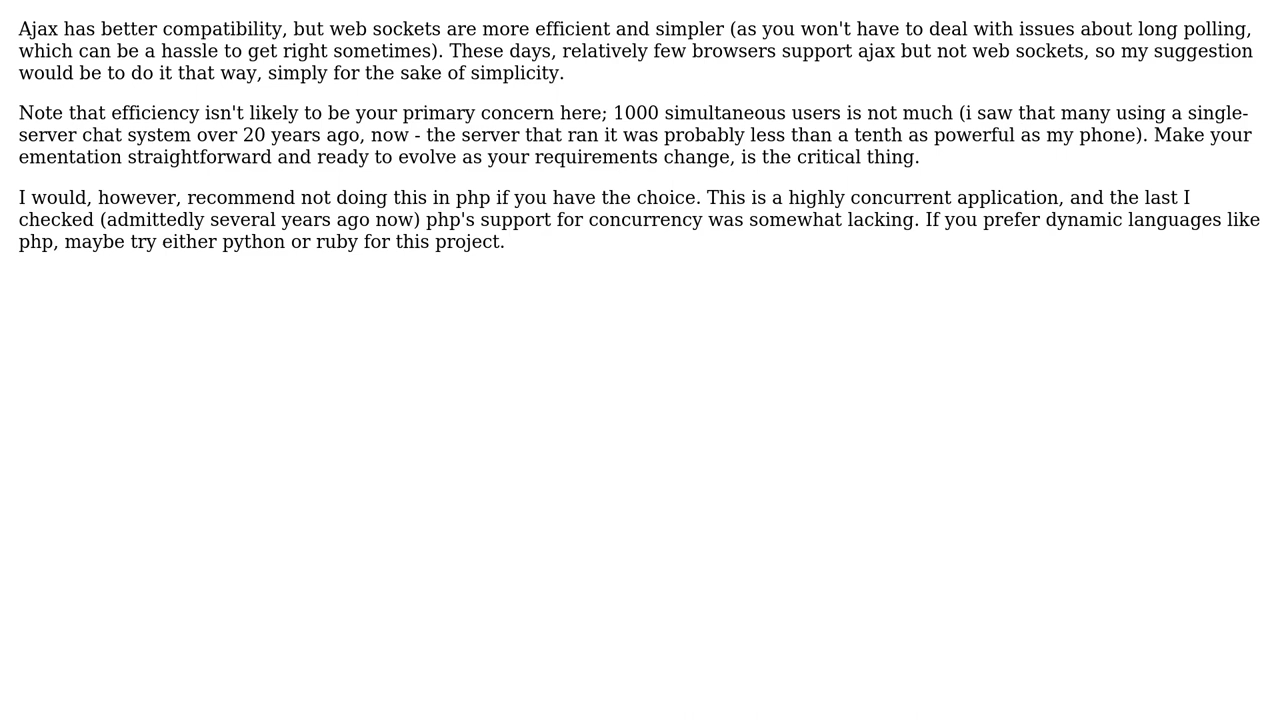 Ajax has better compatibility, but web sockets are more efficient and simpler (as you won't have to deal with issues about long polling,
which can be a hassle to get right sometimes). These days, relatively few browsers support ajax but not web sockets, so my suggestion
would be to do it that way, simply for the sake of simplicity.
Note that efficiency isn't likely to be your primary concern here; 1000 simultaneous users is not much (i saw that many using a single-
server chat system over 20 years ago, now - the server that ran it was probably less than a tenth as powerful as my phone). Make your
ementation straightforward and ready to evolve as your requirements change, is the critical thing.
I would, however, recommend not doing this in php if you have the choice. This is a highly concurrent application, and the last I
checked (admittedly several years ago now) php's support for concurrency was somewhat lacking. If you prefer dynamic languages like
php, maybe try either python or ruby for this project.